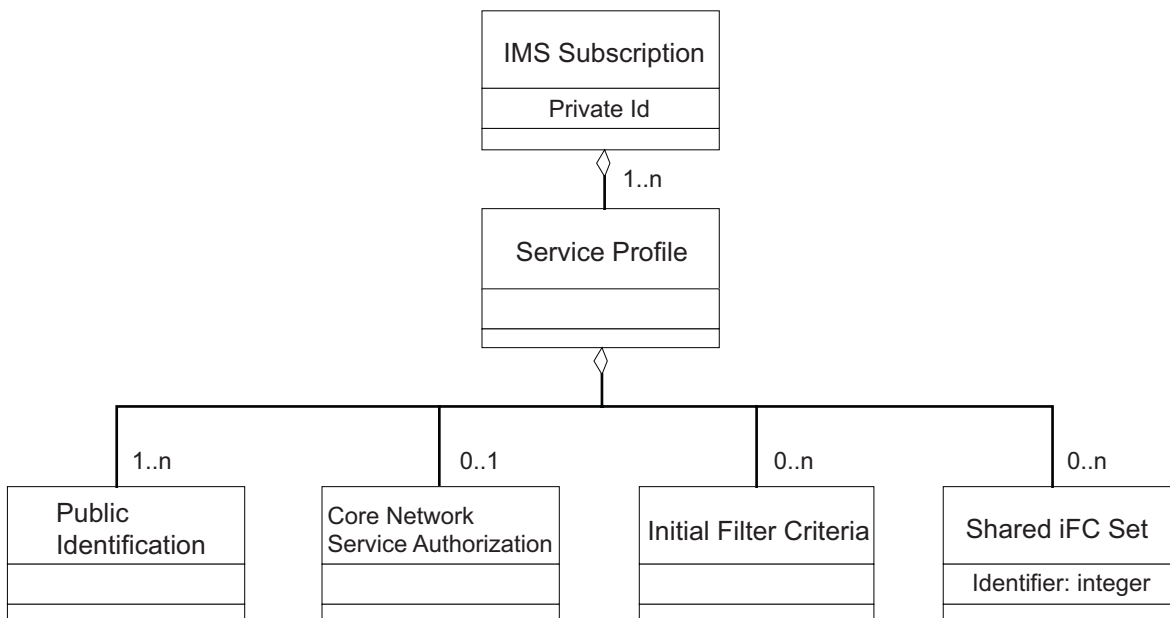 IMS Subscription
Private Id
1..n
Service Profile
1..n
0..1
0..n
0..n
Public
Identification
Core Network
Service Authorization
Initial Filter Criteria
Shared iFC Set
Identifier: integer